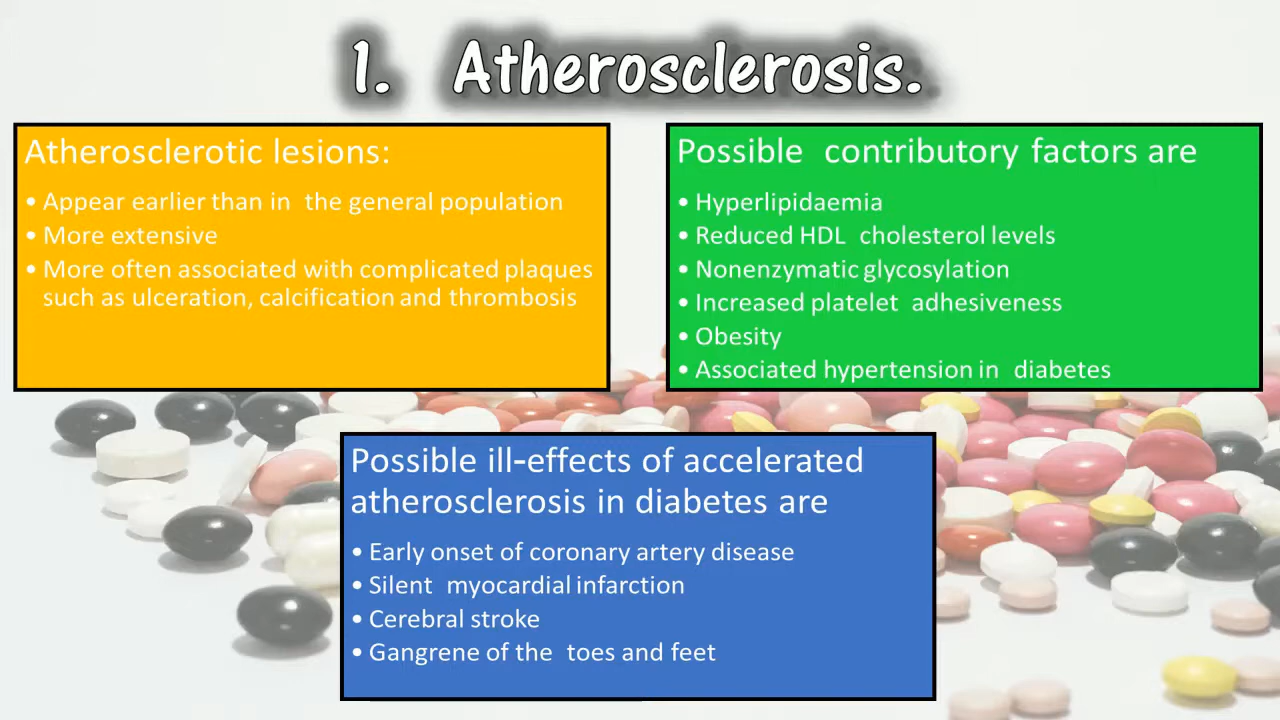 1. Atherosclerosis.
Atherosclerotic lesions:
• Appear earlier than in the general population
• More extensive
• More often associated with complicated plaques
such as ulceration, calcification and thrombosis
Possible contributory factors are
• Hyperlipidaemia
• Reduced HDL cholesterol levels
• Nonenzymatic glycosylation
• Increased platelet adhesiveness
• Obesity
• Associated hypertension in diabetes
Possible ill-effects of accelerated
atherosclerosis in diabetes are
• Early onset of coronary artery disease
• Silent myocardial infarction
• Cerebral stroke
• Gangrene of the toes and feet